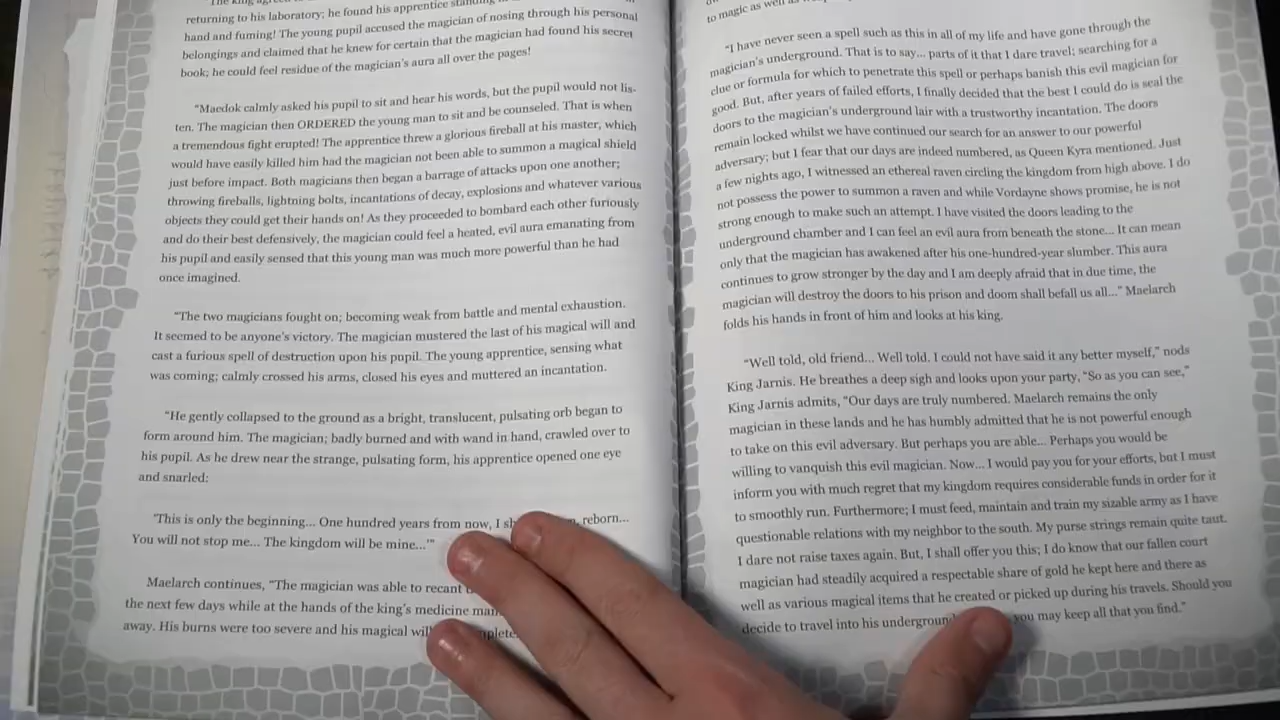 "The king agreed
returning to his laboratory; he found his apprentice standing
hand and fuming! The young pupil accused the magician of nosing through his personal
belongings and claimed that he knew for certain that the magician had found his secret
book; he could feel residue of the magician's aura all over the pages!
"Maedok calmly asked his pupil to sit and hear his words, but the pupil would not lis-
ten. The magician then ORDERED the young man to sit and be counseled. That is when
a tremendous fight erupted! The apprentice threw a glorious fireball at his master, which
would have easily killed him had the magician not been able to summon a magical shield
just before impact. Both magicians then began a barrage of attacks upon one another;
throwing fireballs, lightning bolts, incantations of decay, explosions and whatever various
objects they could get their hands on! As they proceeded to bombard each other furiously
and do their best defensively, the magician could feel a heated, evil aura emanating from
his pupil and easily sensed that this young man was much more powerful than he had
once imagined.
"The two magicians fought on; becoming weak from battle and mental exhaustion.
It seemed to be anyone's victory. The magician mustered the last of his magical will and
cast a furious spell of destruction upon his pupil. The young apprentice, sensing what
was coming; calmly crossed his arms, closed his eyes and muttered an incantation.
"He gently collapsed to the ground as a bright, translucent, pulsating orb began to
form around him. The magician; badly burned and with wand in hand, crawled over to
his pupil. As he drew near the strange, pulsating form, his apprentice opened one eye
and snarled:
'This is only the beginning... One hundred years from now, I reborn...
You will not stop me... The kingdom will be mine...'"
Maelarch continues, "The magician was able to recant
the next few days while at the hands of the king's medicine
away. His burns were too severe and his magical
to magic as well as
"I have never seen a spell such as this in all of my life and have gone through the
magician's underground. That is to say... parts of it that I dare travel; searching for a
clue or formula for which to penetrate this spell or perhaps banish this evil magician for
good. But, after years of failed efforts, I finally decided that the best I could do is seal the
doors to the magician's underground lair with a trustworthy incantation. The doors
remain locked whilst we have continued our search for an answer to our powerful
adversary; but I fear that our days are indeed numbered, as Queen Kyra mentioned. Just
a few nights ago, I witnessed an ethereal raven circling the kingdom from high above. I do
not possess the power to summon a raven and while Vordayne shows promise, he is not
strong enough to make such an attempt. I have visited the doors leading to the
underground chamber and I can feel an evil aura from beneath the stone... It can mean
only that the magician has awakened after his one-hundred-year slumber. This aura
continues to grow stronger by the day and I am deeply afraid that in due time, the
magician will destroy the doors to his prison and doom shall befall us all..." Maelarch
folds his hands in front of him and looks at his king.
"Well told, old friend... Well told. I could not have said it any better myself," nods
King Jarnis. He breathes a deep sigh and looks upon your party, "So as you can see,"
King Jarnis admits, "Our days are truly numbered. Maelarch remains the only
magician in these lands and he has humbly admitted that he is not powerful enough
to take on this evil adversary. But perhaps you are able... Perhaps you would be
willing to vanquish this evil magician. Now... I would pay you for your efforts, but I must
inform you with much regret that my kingdom requires considerable funds in order for it
to smoothly run. Furthermore; I must feed, maintain and train my sizable army as I have
questionable relations with my neighbor to the south. My purse strings remain quite taut.
I dare not raise taxes again. But, I shall offer you this; I do know that our fallen court
magician had steadily acquired a respectable share of gold he kept here and there as
well as various magical items that he created or picked up during his travels. Should you
decide to travel into his you may keep all that you find."